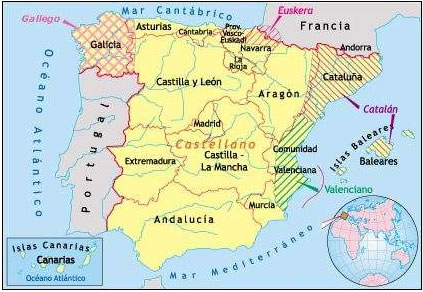 Mar Cantábrico
Gallego
Euskera
Francia
Asturias
Cantabria
Prov.
Vasco-
Euskadi
Navarra
Andorra
Galicia
La
Rioja
Cataluña
Castilla y León
Aragón
Catalán
Océano Atlántico
Portugal
Madrid
Castellano
Islas Baleares
Baleares
Extremadura
Castilla -
La Mancha
Comunidad
Valenciana
Valenciano
Murcia
Andalucía
Mar Mediterráneo
Islas Canarias
Canarias
Océano Atlántico